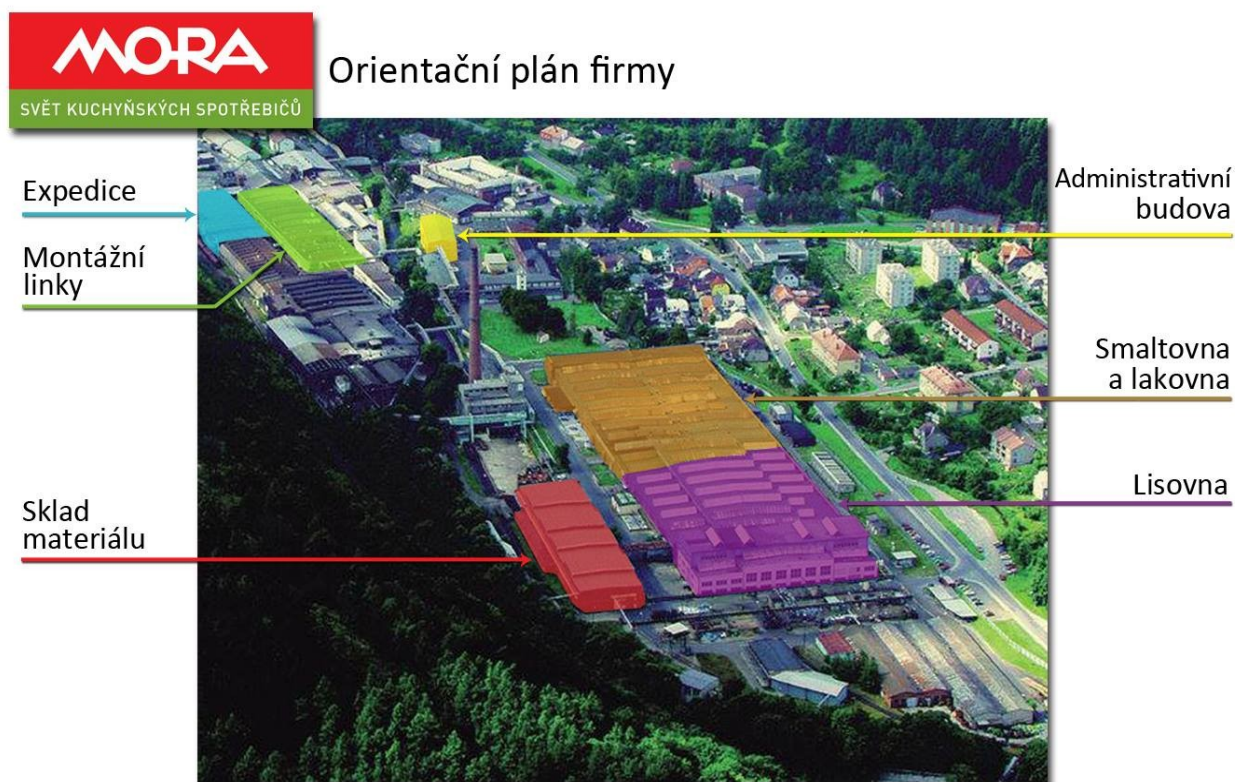 MORA
SVĚT KUCHYŇSKÝCH SPOTŘEBIČŮ
Orientační plán firmy
Expedice
Montážní
linky
Sklad
materiálu
Administrativní
budova
Smaltovna
a lakovna
Lisovna